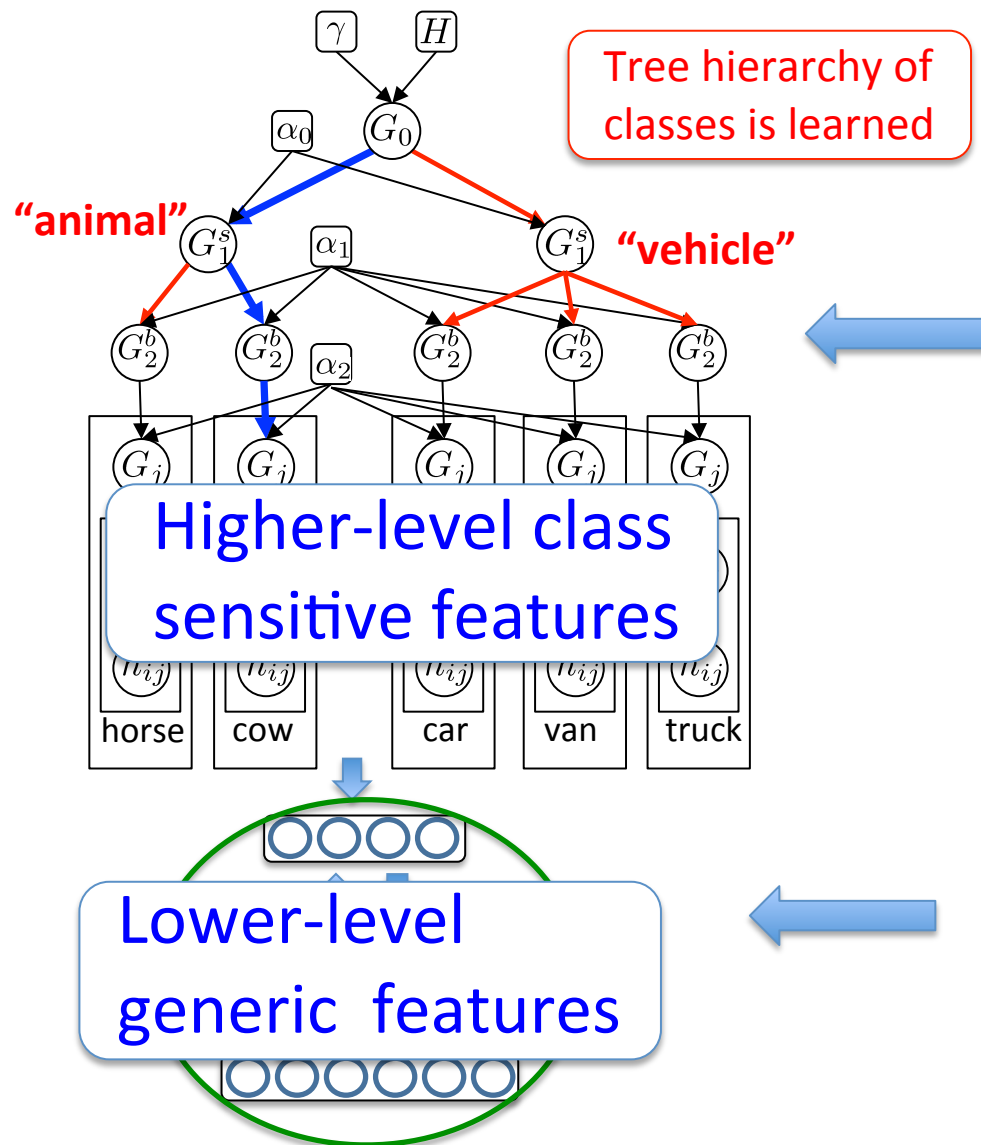 γ H
Tree hierarchy of
classes is learned
α₀ G₀
“animal”
G₁ˢ α₁ G₁ˢ
“vehicle”
G₂ᵇ G₂ᵇ α₂ G₂ᵇ G₂ᵇ G₂ᵇ
Gⱼ Gⱼ Gⱼ Gⱼ Gⱼ
Higher-level class
sensitive features
horse cow car van truck
Lower-level
generic features